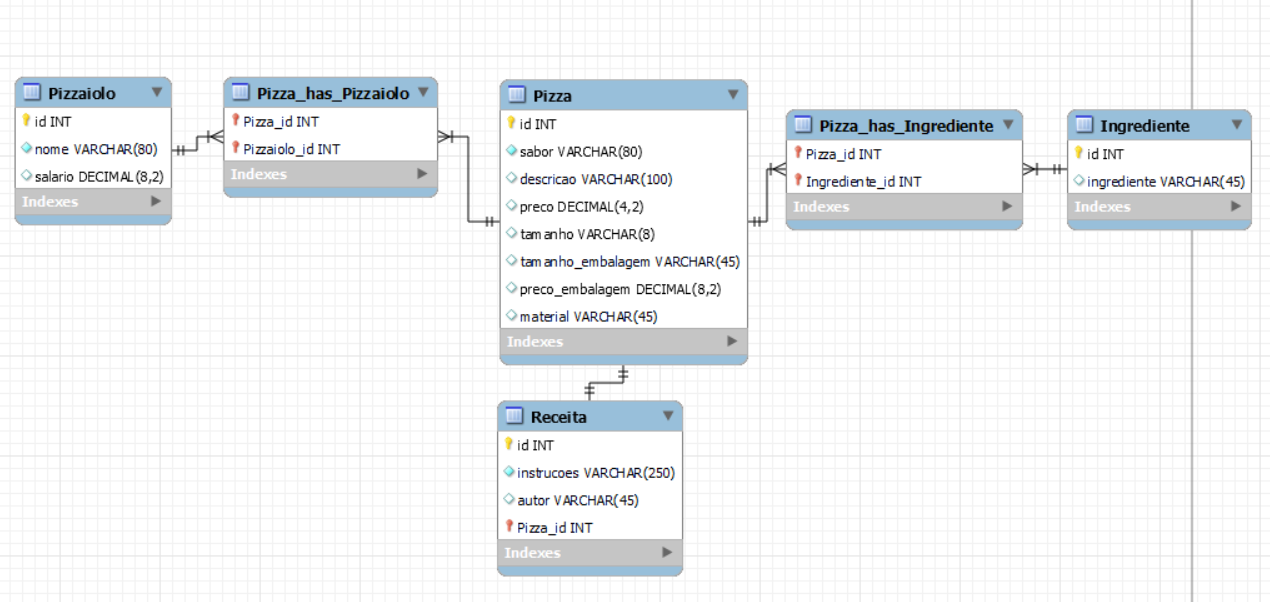 Pizzaiolo
id INT
nome VARCHAR(80)
salario DECIMAL(8,2)
Indexes
Pizza_has_Pizzaiolo
Pizza_id INT
Pizzaiolo_id INT
Indexes
Pizza
id INT
sabor VARCHAR(80)
descricao VARCHAR(100)
preco DECIMAL(4,2)
tamanho VARCHAR(8)
tamanho_embalagem VARCHAR(45)
preco_embalagem DECIMAL(8,2)
material VARCHAR(45)
Indexes
Pizza_has_Ingrediente
Pizza_id INT
Ingrediente_id INT
Indexes
Ingrediente
id INT
ingrediente VARCHAR(45)
Indexes
Receita
id INT
instrucoes VARCHAR(250)
autor VARCHAR(45)
Pizza_id INT
Indexes